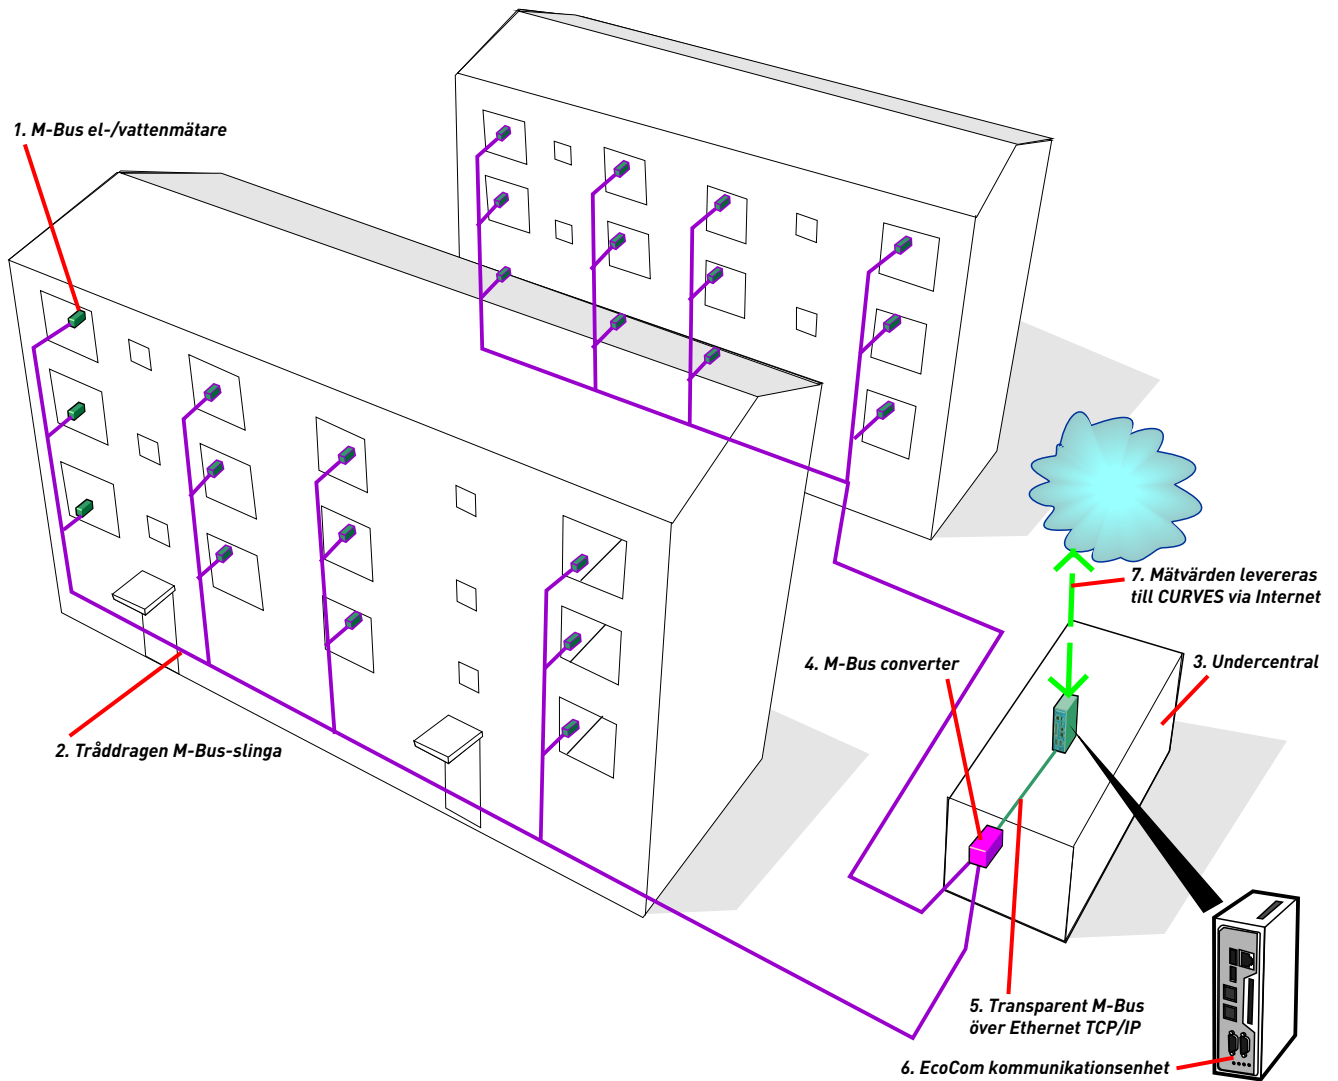 1. M-Bus el-/vattenmätare
2. Tråddragen M-Bus-slinga
3. Undercentral
4. M-Bus converter
5. Transparent M-Bus
över Ethernet TCP/IP
6. EcoCom kommunikationsenhet
7. Mätvärden levereras
till CURVES via Internet